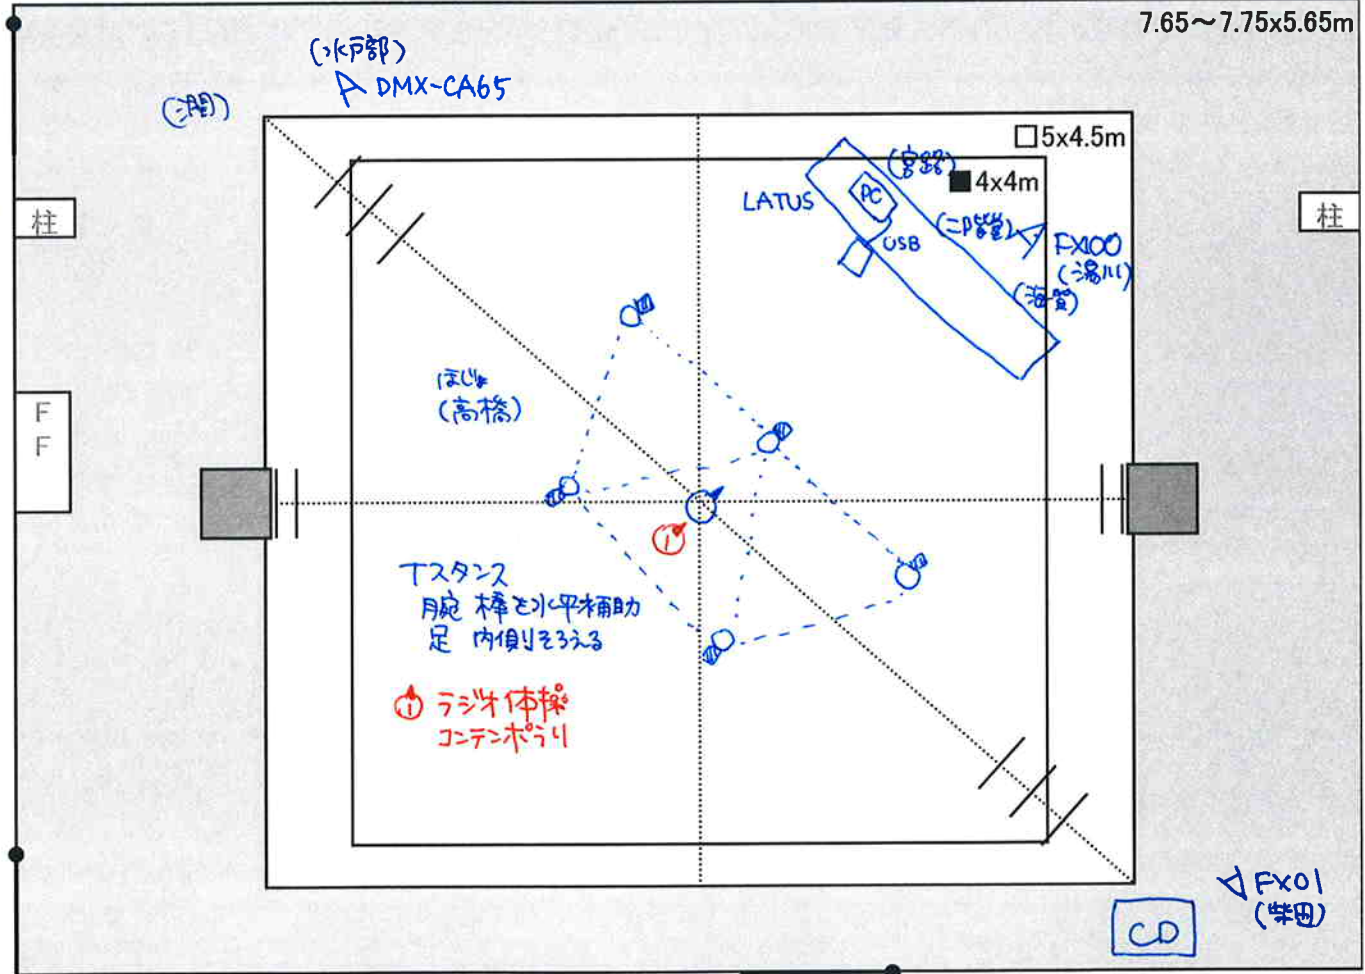 7.65～7.75x5.65m
(水戸部)
DMX-CA65
□5x4.5m
■4x4m
柱
柱
LATUS
PC
USB
(宮路)
(二階堂)
FX100
(湯川)
(海賀)
ほじょ
(高橋)
F
F
①
Tスタンス
腕 棒を水平補助
足 内側そろえる
① ラジオ体操
コンテンポラリ
FX01
(柴田)
CD